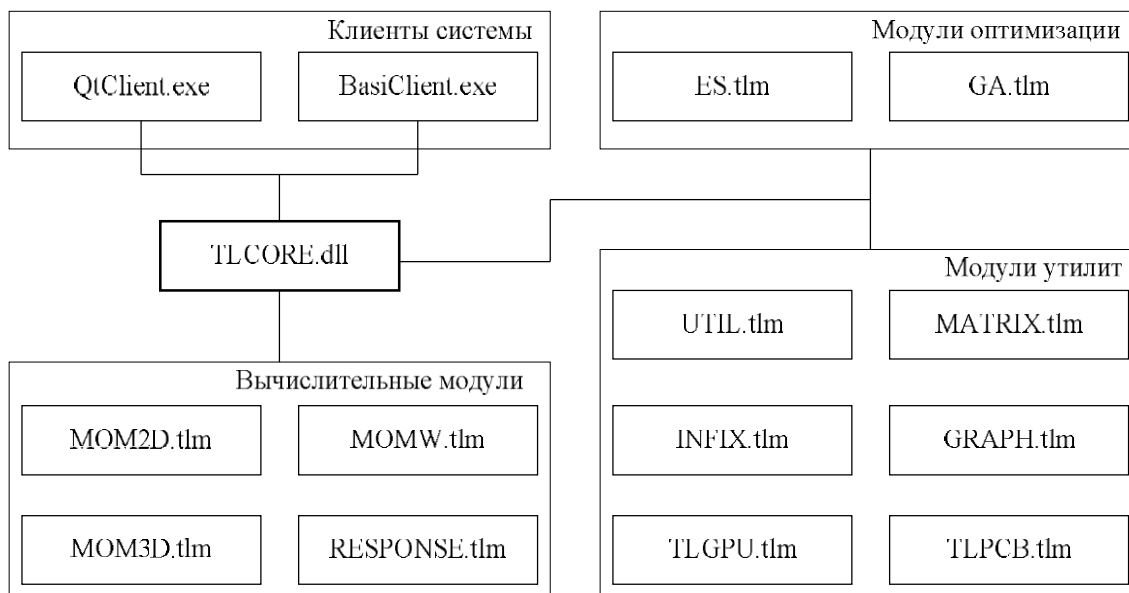 Клиенты системы
QtClient.exe
BasiClient.exe
Модули оптимизации
ES.tlm
GA.tlm
TLCORE.dll
Вычислительные модули
MOM2D.tlm
MOMW.tlm
MOM3D.tlm
RESPONSE.tlm
Модули утилит
UTIL.tlm
MATRIX.tlm
INFIX.tlm
GRAPH.tlm
TLGPU.tlm
TLPCB.tlm